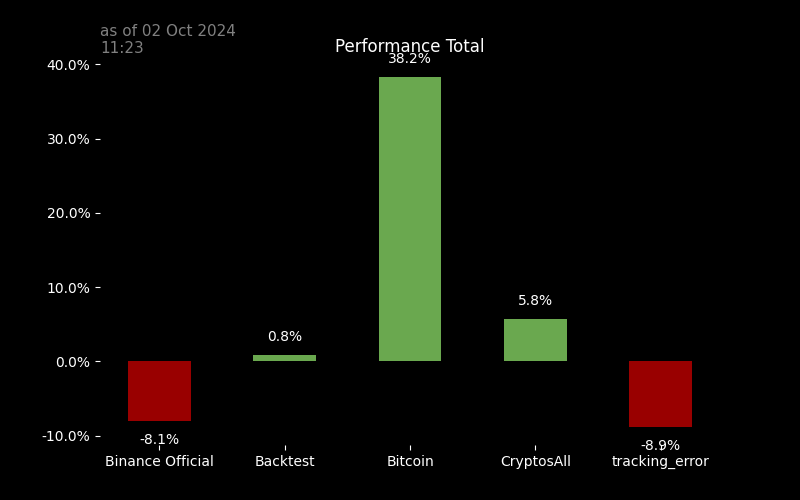 as of 02 Oct 2024
11:23
Performance Total
40.0%
30.0%
20.0%
10.0%
0.0%
-10.0%
-8.1%
0.8%
38.2%
5.8%
-8.9%
Binance Official
Backtest
Bitcoin
CryptosAll
tracking_error